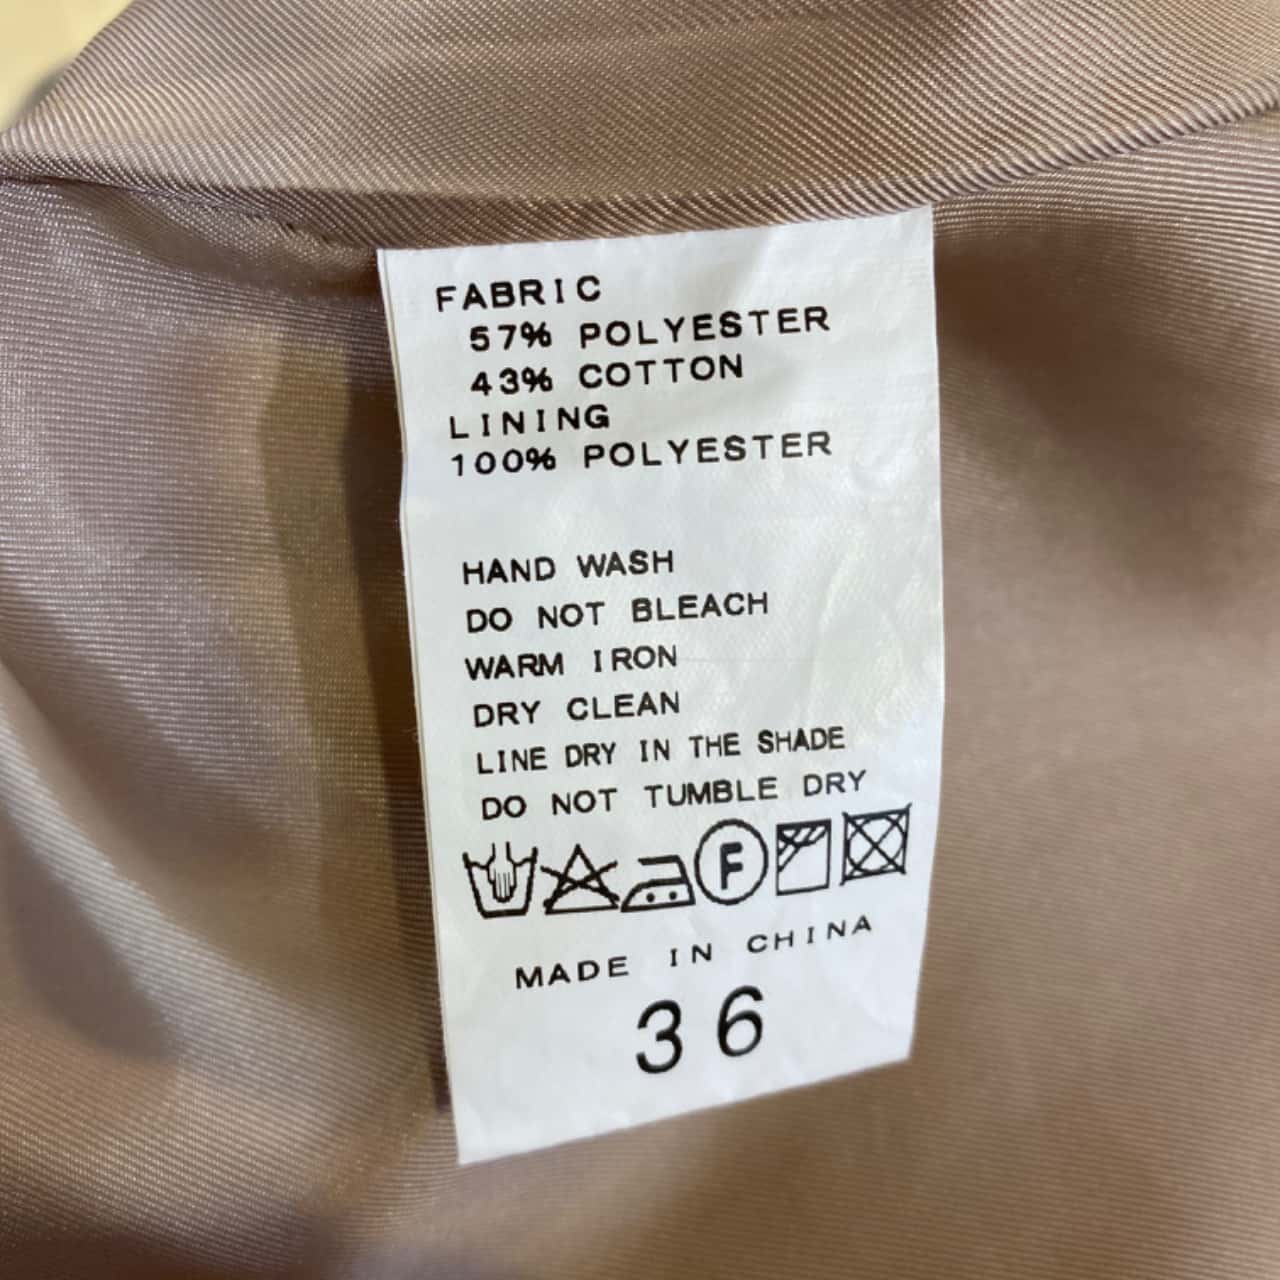 FABRIC
57% POLYESTER
43% COTTON
LINING
100% POLYESTER
HAND WASH
DO NOT BLEACH
WARM IRON
DRY CLEAN
LINE DRY IN THE SHADE
DO NOT TUMBLE DRY
F
MADE IN CHINA
36